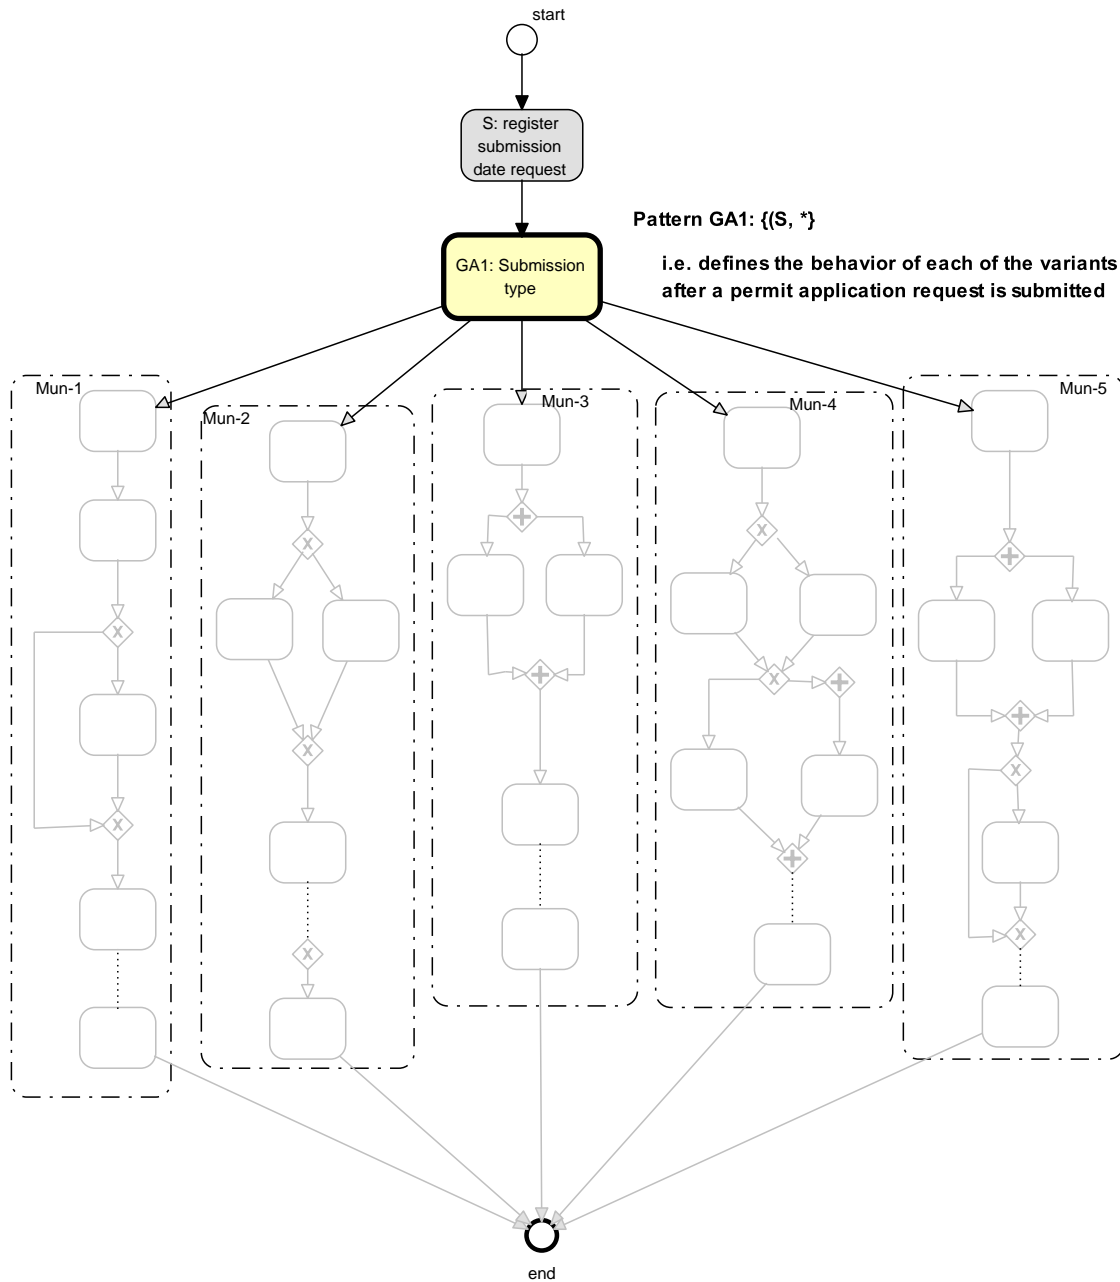 start
S: register
submission
date request
Pattern GA1: {(S, *}
GA1: Submission
type
i.e. defines the behavior of each of the variants
after a permit application request is submitted
Mun-1
Mun-2
Mun-3
Mun-4
Mun-5
X
X
X
X
X
X
X
X
X
end